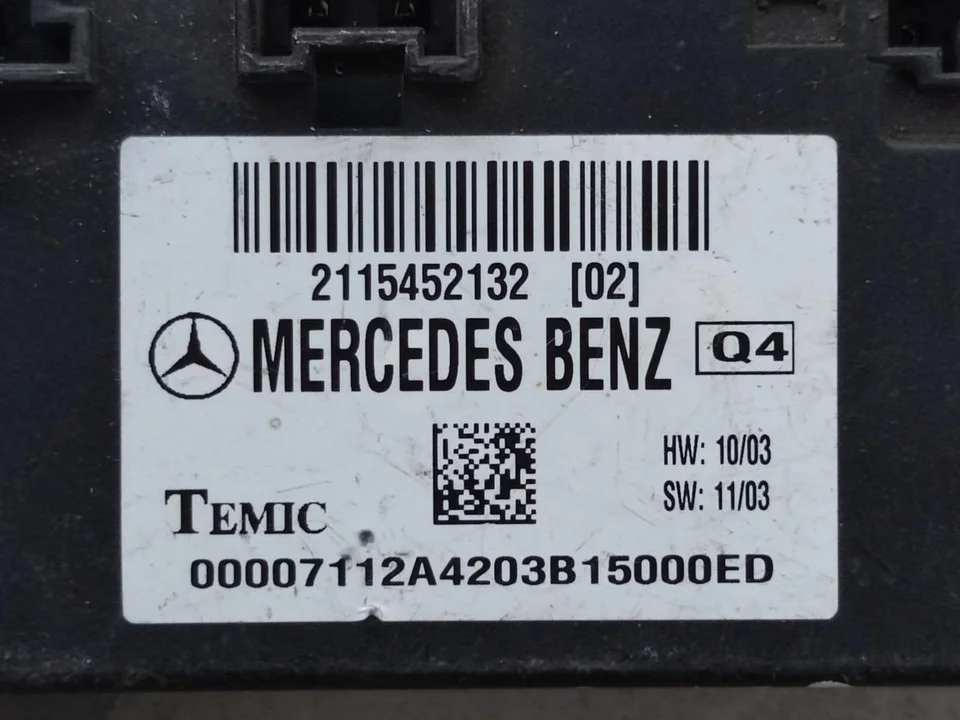 2115452132 [02]
MERCEDES BENZ Q4
HW: 10/03
SW: 11/03
TEMIC
00007112A4203B15000ED